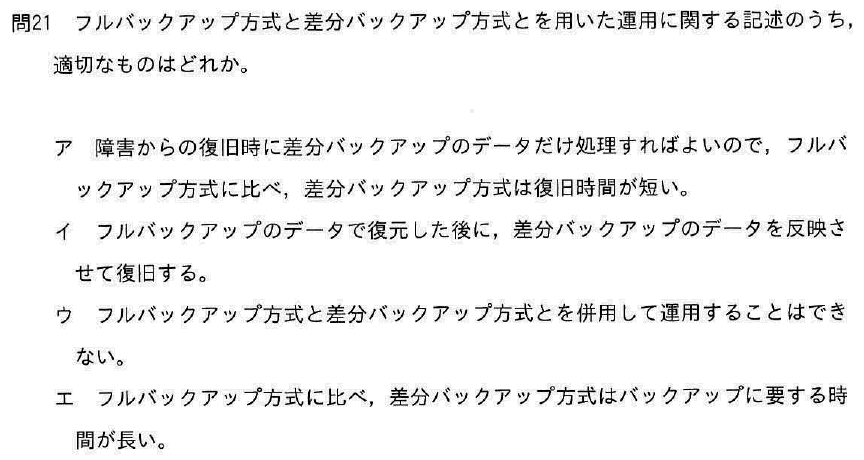 問21　フルバックアップ方式と差分バックアップ方式とを用いた運用に関する記述のうち，
適切なものはどれか。
ア　障害からの復旧時に差分バックアップのデータだけ処理すればよいので，フルバ
ックアップ方式に比べ，差分バックアップ方式は復旧時間が短い。
イ　フルバックアップのデータで復元した後に，差分バックアップのデータを反映さ
せて復旧する。
ウ　フルバックアップ方式と差分バックアップ方式とを併用して運用することはでき
ない。
エ　フルバックアップ方式に比べ，差分バックアップ方式はバックアップに要する時
間が長い。